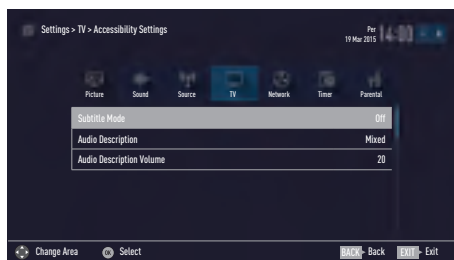 Settings > TV > Accessibility Settings
Per
19 Mar 2015 14:00
Picture Sound Source TV Network Timer Parental
Subtitle Mode Off
Audio Description Mixed
Audio Description Volume 20
Change Area OK Select BACK Back EXIT Exit